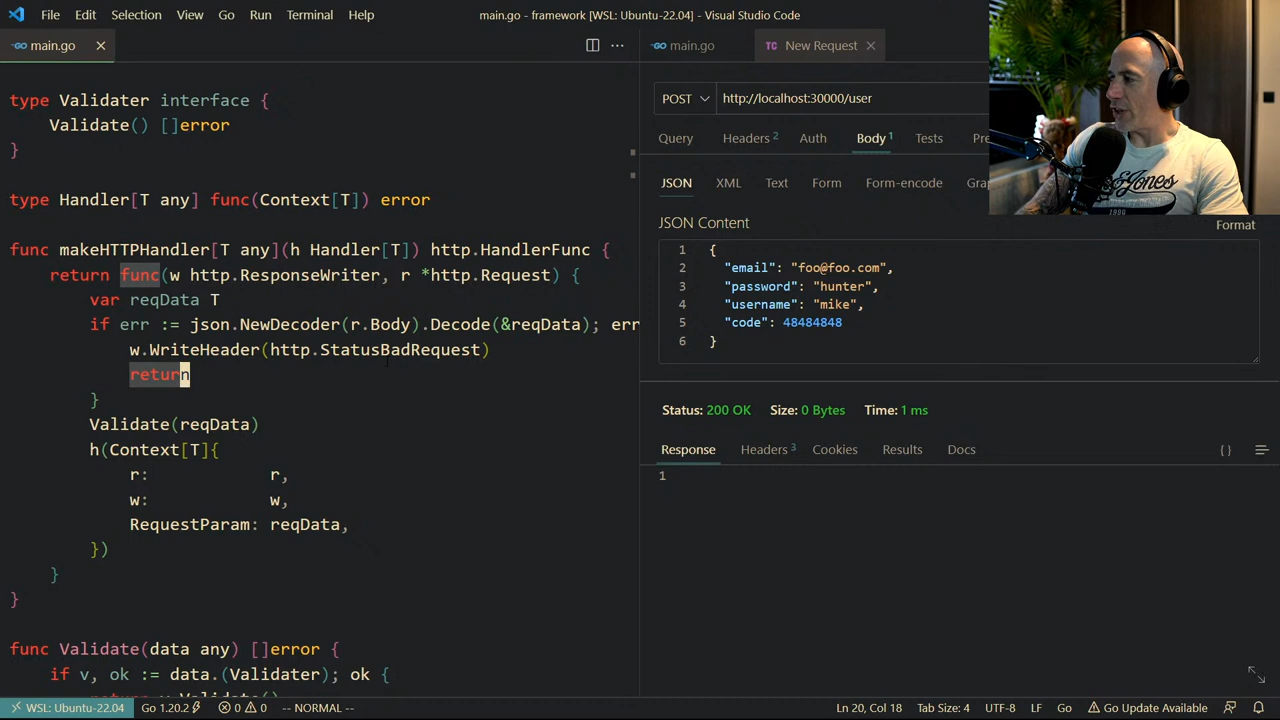 File Edit Selection View Go Run Terminal Help
main.go - framework [WSL: Ubuntu-22.04] - Visual Studio Code
main.go
type Validater interface {
Validate() []error
}
type Handler[T any] func(Context[T]) error
func makeHTTPHandler[T any](h Handler[T]) http.HandlerFunc {
return func(w http.ResponseWriter, r *http.Request) {
var reqData T
if err := json.NewDecoder(r.Body).Decode(&reqData); err
w.WriteHeader(http.StatusBadRequest)
return
}
Validate(reqData)
h(Context[T]{
r: r,
w: w,
RequestParam: reqData,
})
}
}
func Validate(data any) []error {
if v, ok := data.(Validater); ok {
return v.Validate()
main.go
TC New Request
POST http://localhost:30000/user
Query Headers 2 Auth Body 1 Tests Pre
JSON XML Text Form Form-encode Gra
JSON Content
Format
1 {
2 "email": "foo@foo.com",
3 "password": "hunter",
4 "username": "mike",
5 "code": 48484848
6 }
Status: 200 OK Size: 0 Bytes Time: 1 ms
Response Headers 3 Cookies Results Docs { }
1
WSL: Ubuntu-22.04 Go 1.20.2 0 0 -- NORMAL -- Ln 20, Col 18 Tab Size: 4 UTF-8 LF Go Go Update Available